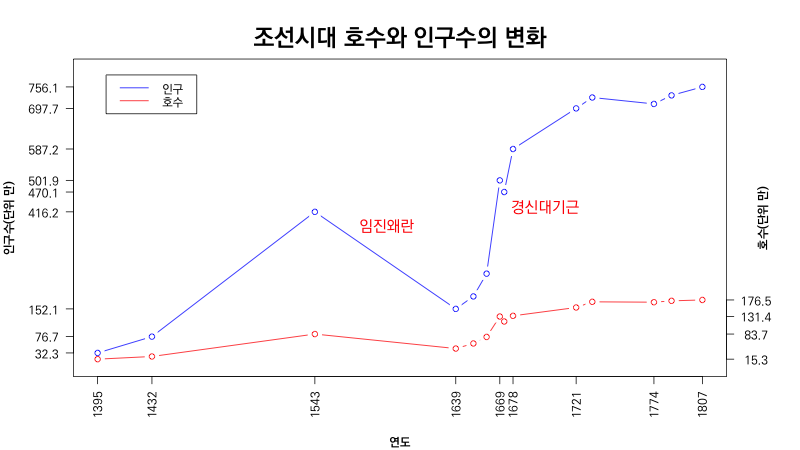 조선시대 호수와 인구수의 변화
인구
호수
756.1
697.7
587.2
501.9
470.1
416.2
152.1
76.7
32.3
인구수(단위 만)
임진왜란
경신대기근
176.5
131.4
83.7
15.3
호수(단위 만)
1395
1432
1543
1639
1669
1678
1721
1774
1807
연도